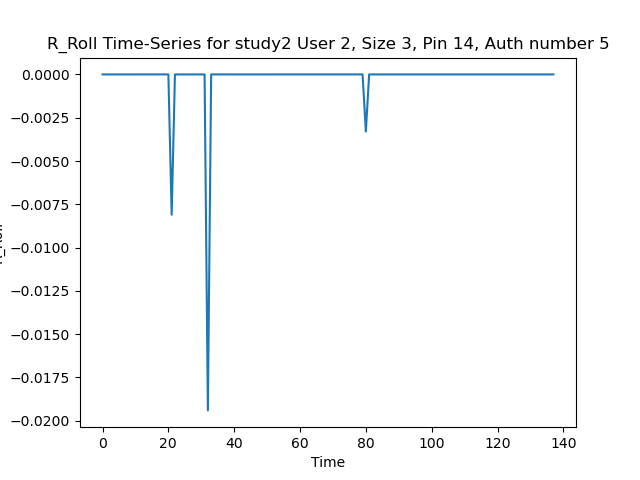 R_Roll Time-Series for study2 User 2, Size 3, Pin 14, Auth number 5
0.0000
−0.0025
−0.0050
−0.0075
−0.0100
−0.0125
−0.0150
−0.0175
−0.0200
R_Roll
0 20 40 60 80 100 120 140
Time